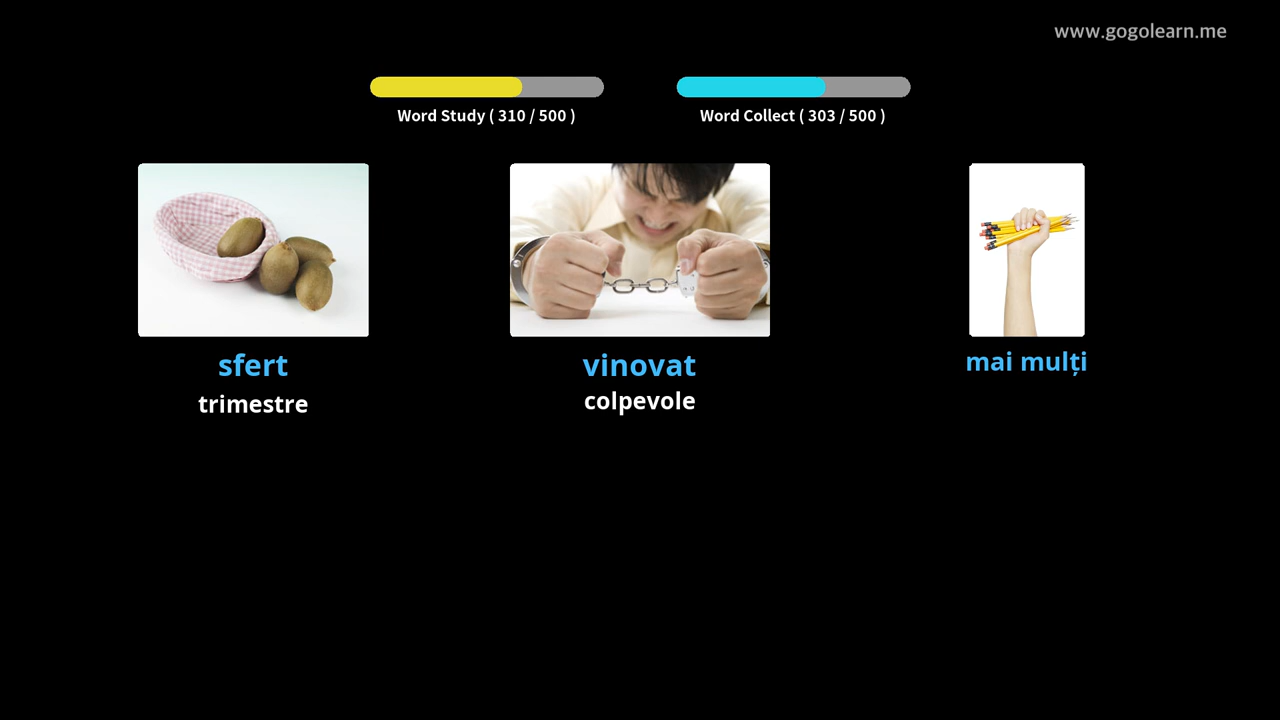 www.gogolearn.me
Word Study ( 310 / 500 )
Word Collect ( 303 / 500 )
sfert
trimestre
vinovat
colpevole
mai mulți